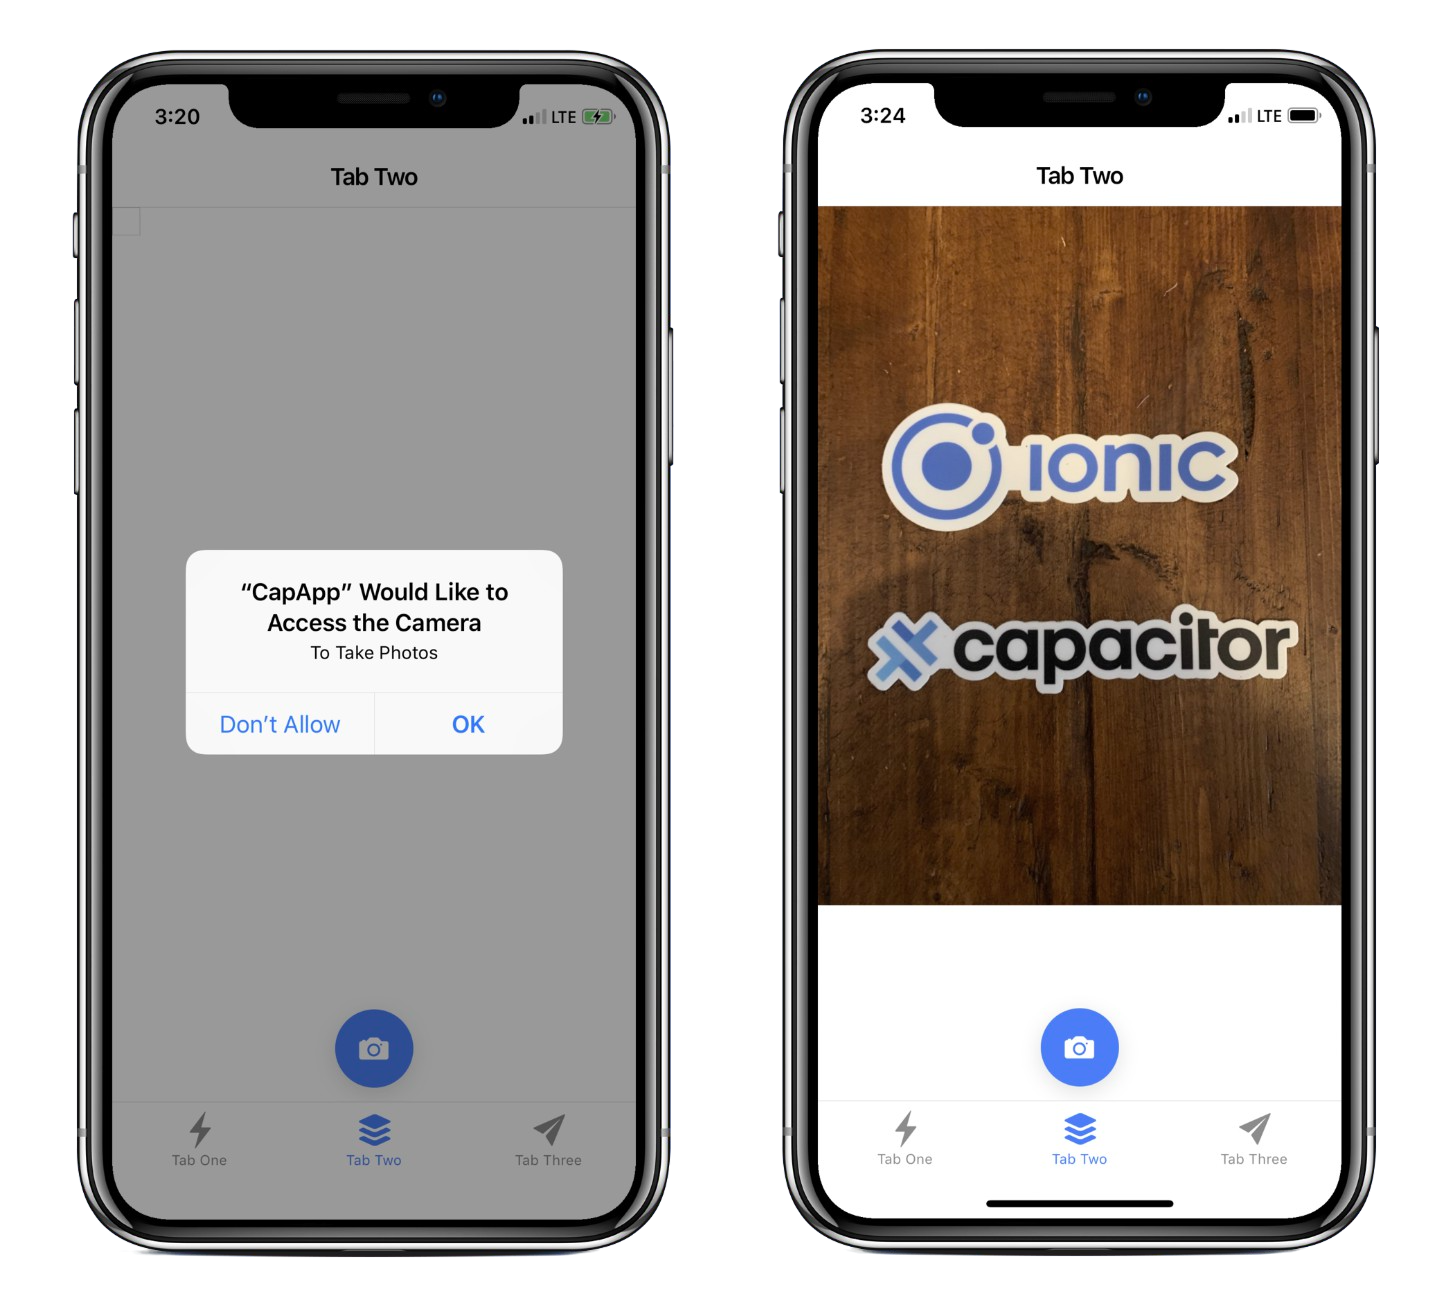 3:20
LTE
Tab Two
“CapApp” Would Like to
Access the Camera
To Take Photos
Don’t Allow
OK
Tab One
Tab Two
Tab Three
3:24
LTE
Tab Two
ionic
capacitor
Tab One
Tab Two
Tab Three